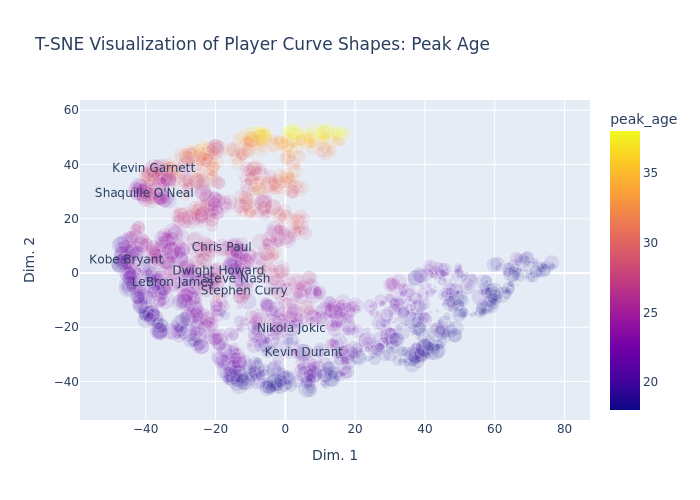 T-SNE Visualization of Player Curve Shapes: Peak Age
peak_age
60
40
20
0
−20
−40
Dim. 2
Kevin Garnett
Shaquille O'Neal
Chris Paul
Kobe Bryant
Dwight Howard
Steve Nash
LeBron James
Stephen Curry
Nikola Jokic
Kevin Durant
35
30
25
20
−40
−20
0
20
40
60
80
Dim. 1